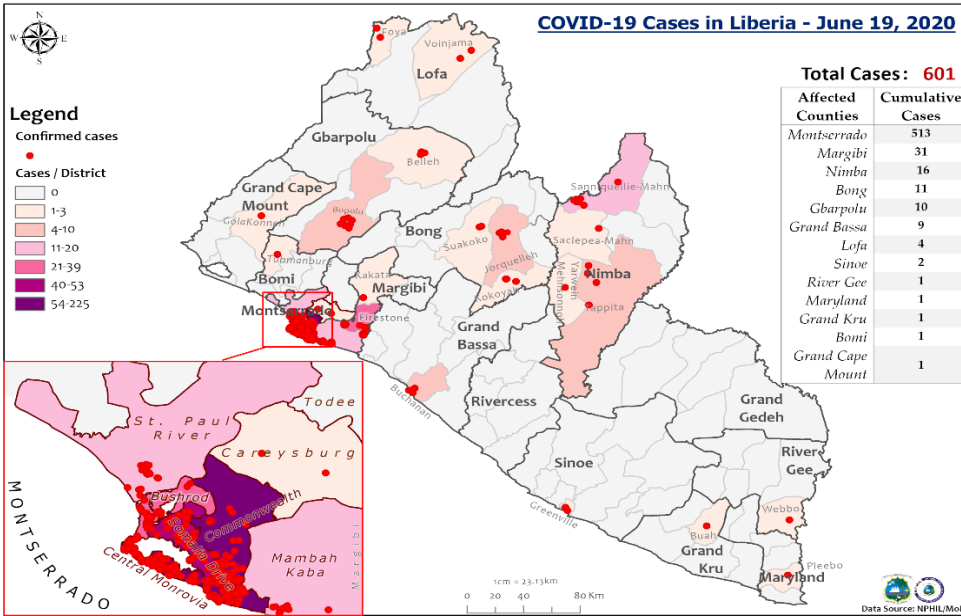 COVID-19 Cases in Liberia - June 19, 2020
N
W E
S
Total Cases: 601
Affected Counties Cumulative Cases
Montserrado 513
Margibi 31
Nimba 16
Bong 11
Gbarpolu 10
Grand Bassa 9
Lofa 4
Sinoe 2
River Gee 1
Maryland 1
Grand Kru 1
Bomi 1
Grand Cape Mount 1
Legend
Confirmed cases
Cases / District
0
1-3
4-10
11-20
21-39
40-53
54-225
Foya
Voinjama
Lofa
Gbarpolu
Belleh
Grand Cape
Mount
GolaKonneh
Bopolu
Tubmanburg
Bomi
Bong
Suakoko
Jorquelleh
Kokoyah
Sanniquellie-Mahn
Saclepea-Mahn
Nimba
Yarwein
Mehnsonnoh
Tappita
Kakata
Margibi
Montserrado
Firestone
Grand
Bassa
Buchanan
Rivercess
Grand
Gedeh
River
Gee
Sinoe
Greenville
Webbo
Buah
Grand
Kru
Pleebo
Maryland
Todee
St. Paul
River
Careysburg
Bushrod
Commonwealth
Somalia Drive
Central Monrovia
Mambah
Kaba
Margibi
MONTSERRADO
1cm = 23.13km
0 20 40 80 Km
Data Source: NPHIL/MoH